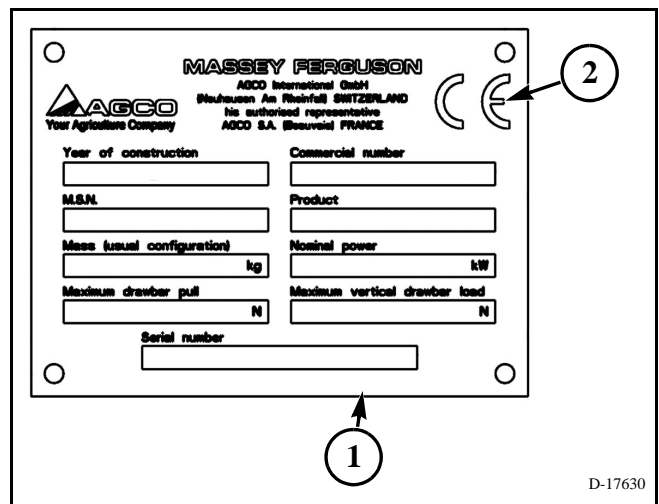 MASSEY FERGUSON
AGCO International GmbH
(Neuhausen Am Rheinfall) SWITZERLAND
his authorised representative
AGCO S.A. (Beauvais) FRANCE
AGCO
Your Agriculture Company
CE
2
Year of construction
Commercial number
M.S.N.
Product
Mass (usual configuration)
Nominal power
kg
kW
Maximum drawbar pull
Maximum vertical drawbar load
N
N
Serial number
1
D-17630